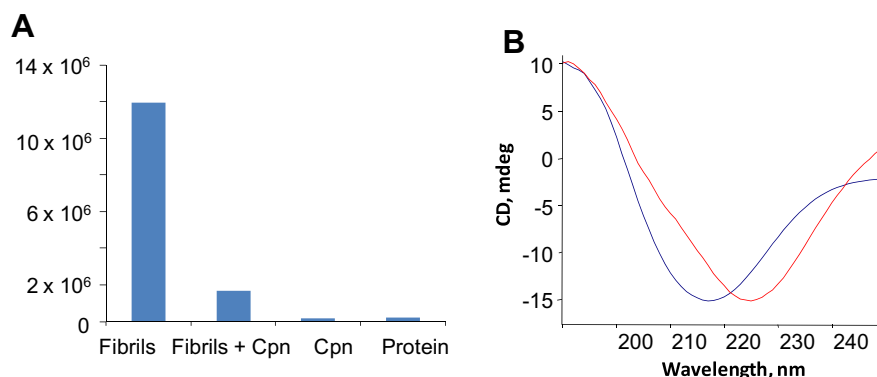 A
14 x 10⁶
10 x 10⁶
6 x 10⁶
2 x 10⁶
0
Fibrils Fibrils + Cpn Cpn Protein
B
10
5
0
-5
-10
-15
CD, mdeg
200 210 220 230 240
Wavelength, nm